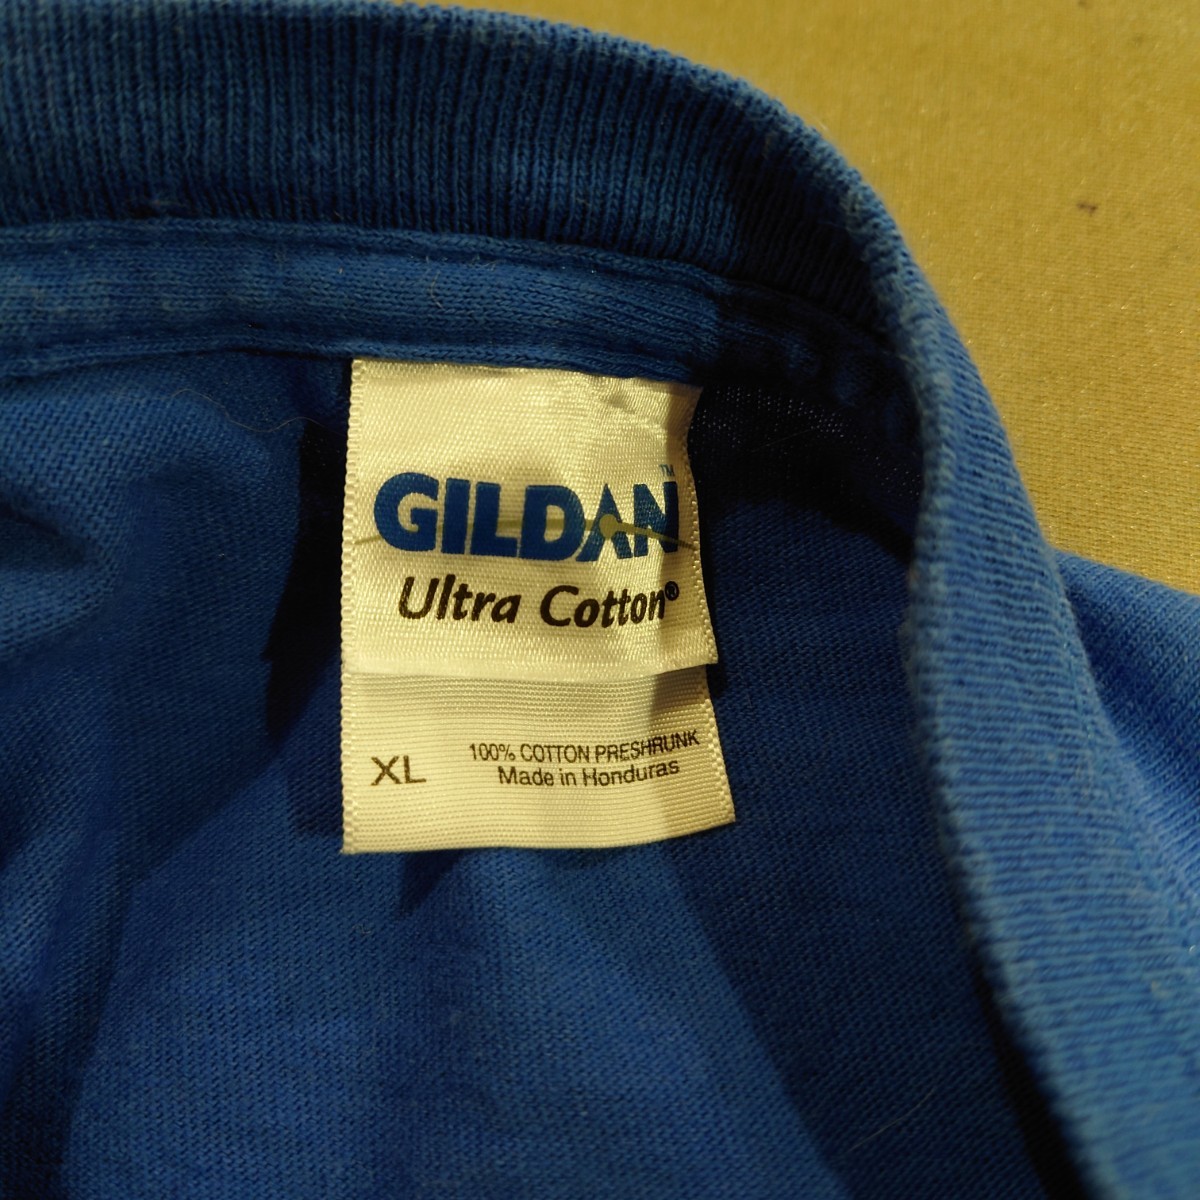 GILDAN™
Ultra Cotton®
XL
100% COTTON PRESHRUNK
Made in Honduras